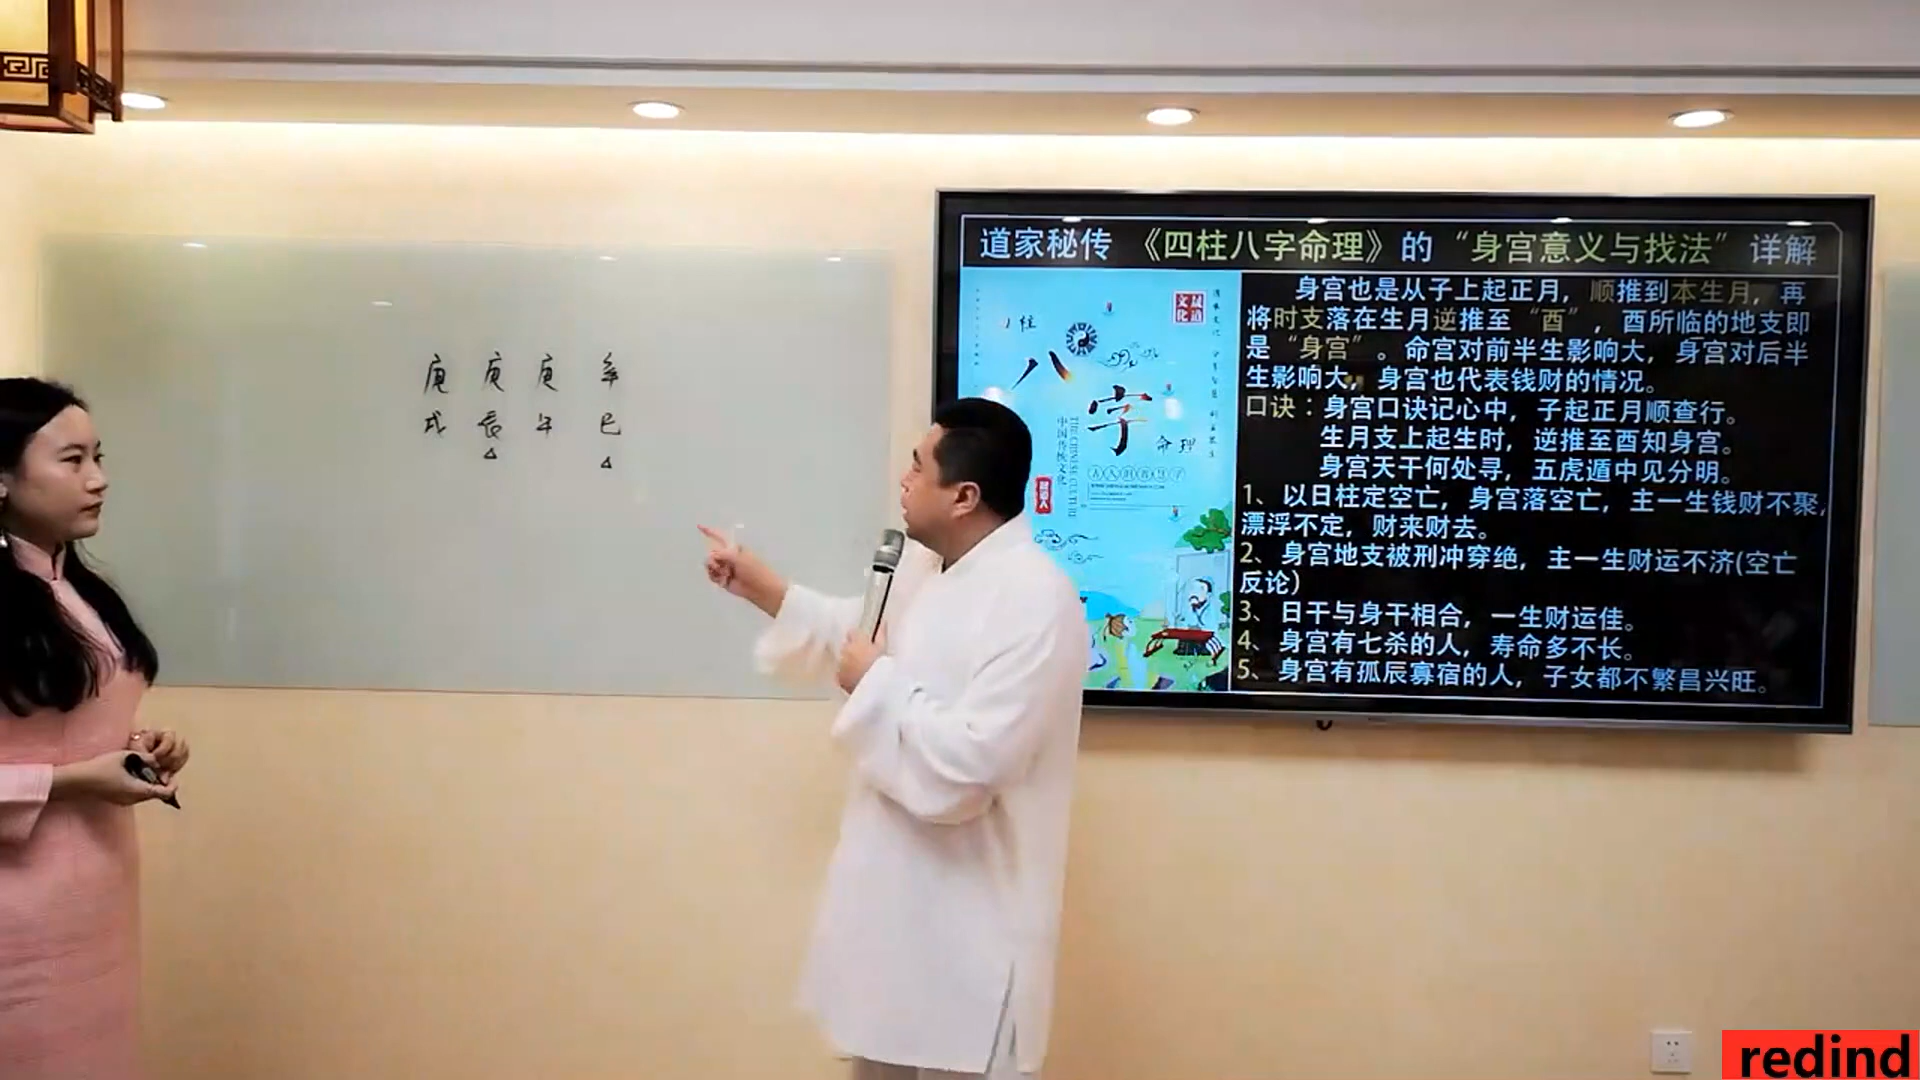 庚 庚 庚 辛
戌 辰 午 巳
道家秘传 《四柱八字命理》的 “身宫意义与找法” 详解
八字
命理
中国传统文化
THE CHINESE CULTURE
身宫也是从子上起正月，顺推到本生月，再
将时支落在生月逆推至“酉”，酉所临的地支即
是“身宫”。命宫对前半生影响大，身宫对后半
生影响大，身宫也代表钱财的情况。
口诀：身宫口诀记心中，子起正月顺查行。
生月支上起生时，逆推至酉知身宫。
身宫天干何处寻，五虎遁中见分明。
1、以日柱定空亡，身宫落空亡，主一生钱财不聚，
漂浮不定，财来财去。
2、身宫地支被刑冲穿绝，主一生财运不济(空亡
反论）
3、日干与身干相合，一生财运佳。
4、身宫有七杀的人，寿命多不长。
5、身宫有孤辰寡宿的人，子女都不繁昌兴旺。
redind